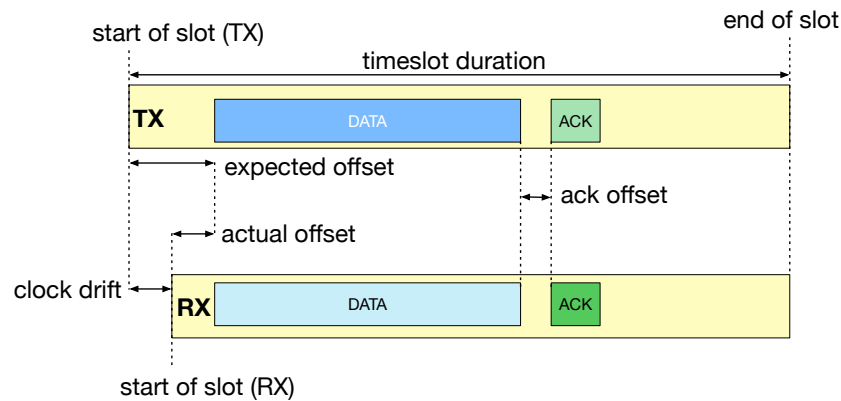 start of slot (TX)
end of slot
timeslot duration
TX
DATA
ACK
expected offset
ack offset
actual offset
clock drift
RX
DATA
ACK
start of slot (RX)